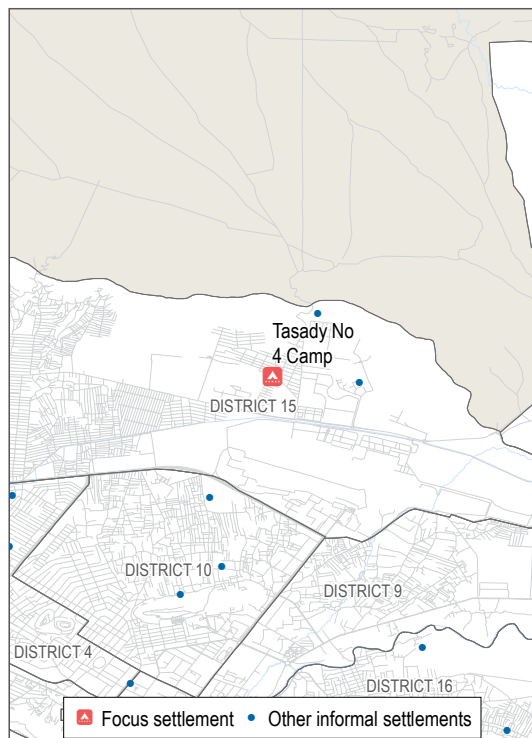 Tasady No
4 Camp
DISTRICT 15
DISTRICT 10
DISTRICT 9
DISTRICT 4
DISTRICT 16
Focus settlement
Other informal settlements